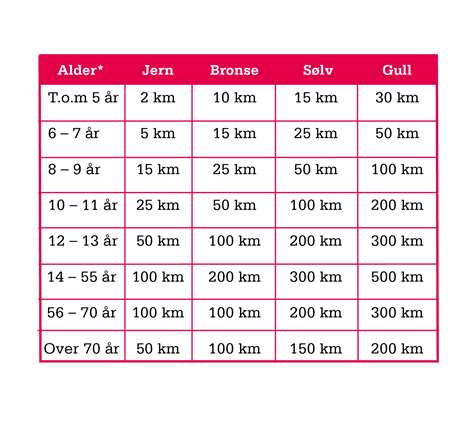 Alder* Jern Bronse Sølv Gull
T.o.m 5 år 2 km 10 km 15 km 30 km
6 – 7 år 5 km 15 km 25 km 50 km
8 – 9 år 15 km 25 km 50 km 100 km
10 – 11 år 25 km 50 km 100 km 200 km
12 – 13 år 50 km 100 km 200 km 300 km
14 – 55 år 100 km 200 km 300 km 500 km
56 – 70 år 100 km 100 km 200 km 300 km
Over 70 år 50 km 100 km 150 km 200 km